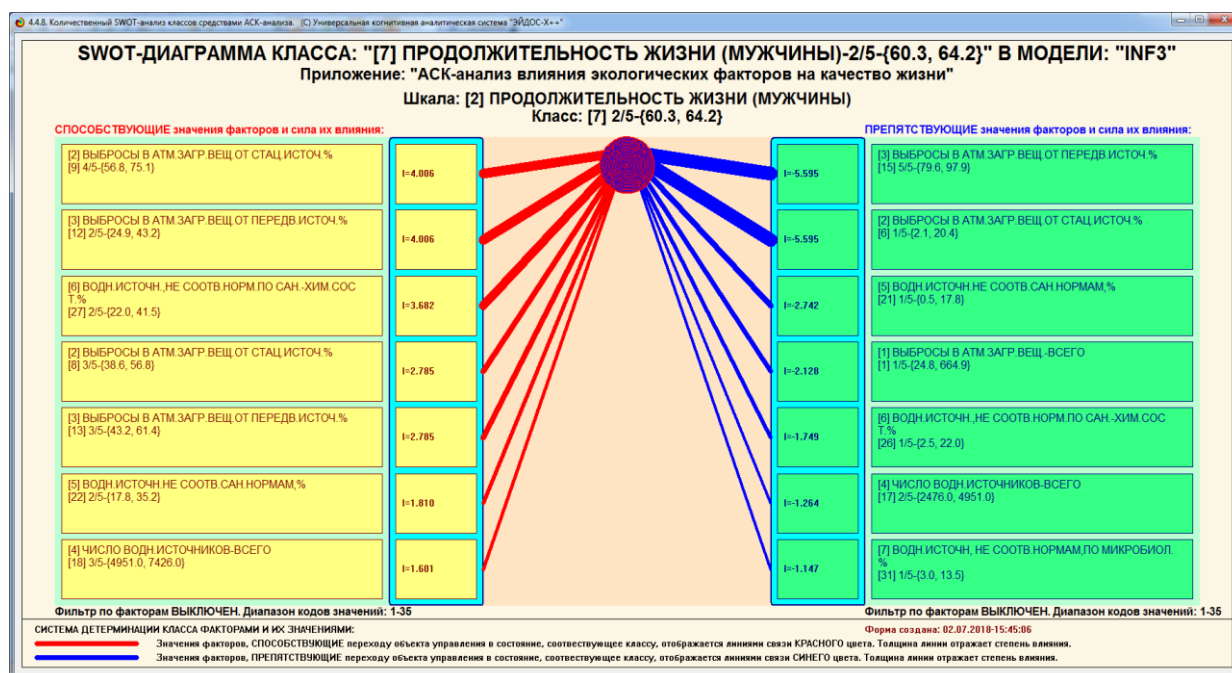 4.4.8. Количественный SWOT-анализ классов средствами АСК-анализа. (С) Универсальная когнитивная аналитическая система "ЭЙДОС-X++"
SWOT-ДИАГРАММА КЛАССА: "[7] ПРОДОЛЖИТЕЛЬНОСТЬ ЖИЗНИ (МУЖЧИНЫ)-2/5-{60.3, 64.2}" В МОДЕЛИ: "INF3"
Приложение: "АСК-анализ влияния экологических факторов на качество жизни"
Шкала: [2] ПРОДОЛЖИТЕЛЬНОСТЬ ЖИЗНИ (МУЖЧИНЫ)
Класс: [7] 2/5-{60.3, 64.2}
СПОСОБСТВУЮЩИЕ значения факторов и сила их влияния:
[2] ВЫБРОСЫ В АТМ.ЗАГР.ВЕЩ.ОТ СТАЦ.ИСТОЧ.%
[9] 4/5-{56.8, 75.1}
I=4.006
[3] ВЫБРОСЫ В АТМ.ЗАГР.ВЕЩ.ОТ ПЕРЕДВ.ИСТОЧ.%
[12] 2/5-{24.9, 43.2}
I=4.006
[6] ВОДН.ИСТОЧН.,НЕ СООТВ.НОРМ.ПО САН.-ХИМ.СОС
Т.%
[27] 2/5-{22.0, 41.5}
I=3.682
[2] ВЫБРОСЫ В АТМ.ЗАГР.ВЕЩ.ОТ СТАЦ.ИСТОЧ.%
[8] 3/5-{38.6, 56.8}
I=2.785
[3] ВЫБРОСЫ В АТМ.ЗАГР.ВЕЩ.ОТ ПЕРЕДВ.ИСТОЧ.%
[13] 3/5-{43.2, 61.4}
I=2.785
[5] ВОДН.ИСТОЧН.НЕ СООТВ.САН.НОРМАМ,%
[22] 2/5-{17.8, 35.2}
I=1.810
[4] ЧИСЛО ВОДН.ИСТОЧНИКОВ-ВСЕГО
[18] 3/5-{4951.0, 7426.0}
I=1.601
Фильтр по факторам ВЫКЛЮЧЕН. Диапазон кодов значений: 1-35
ПРЕПЯТСТВУЮЩИЕ значения факторов и сила их влияния:
I=-5.595
[3] ВЫБРОСЫ В АТМ.ЗАГР.ВЕЩ.ОТ ПЕРЕДВ.ИСТОЧ.%
[15] 5/5-{79.6, 97.9}
I=-5.595
[2] ВЫБРОСЫ В АТМ.ЗАГР.ВЕЩ.ОТ СТАЦ.ИСТОЧ.%
[6] 1/5-{2.1, 20.4}
I=-2.742
[5] ВОДН.ИСТОЧН.НЕ СООТВ.САН.НОРМАМ,%
[21] 1/5-{0.5, 17.8}
I=-2.128
[1] ВЫБРОСЫ В АТМ.ЗАГР.ВЕЩ.-ВСЕГО
[1] 1/5-{24.8, 664.9}
I=-1.749
[6] ВОДН.ИСТОЧН.,НЕ СООТВ.НОРМ.ПО САН.-ХИМ.СОС
Т.%
[26] 1/5-{2.5, 22.0}
I=-1.264
[4] ЧИСЛО ВОДН.ИСТОЧНИКОВ-ВСЕГО
[17] 2/5-{2476.0, 4951.0}
I=-1.147
[7] ВОДН.ИСТОЧН, НЕ СООТВ.НОРМАМ,ПО МИКРОБИОЛ.
%
[31] 1/5-{3.0, 13.5}
Фильтр по факторам ВЫКЛЮЧЕН. Диапазон кодов значений: 1-35
СИСТЕМА ДЕТЕРМИНАЦИИ КЛАССА ФАКТОРАМИ И ИХ ЗНАЧЕНИЯМИ:
Форма создана: 02.07.2018-15:45:06
Значения факторов, СПОСОБСТВУЮЩИЕ переходу объекта управления в состояние, соотвествующее классу, отображается линиями связи КРАСНОГО цвета. Толщина линии отражает степень влияния.
Значения факторов, ПРЕПЯТСТВУЮЩИЕ переходу объекта управления в состояние, соотвествующее классу, отображается линиями связи СИНЕГО цвета. Толщина линии отражает степень влияния.